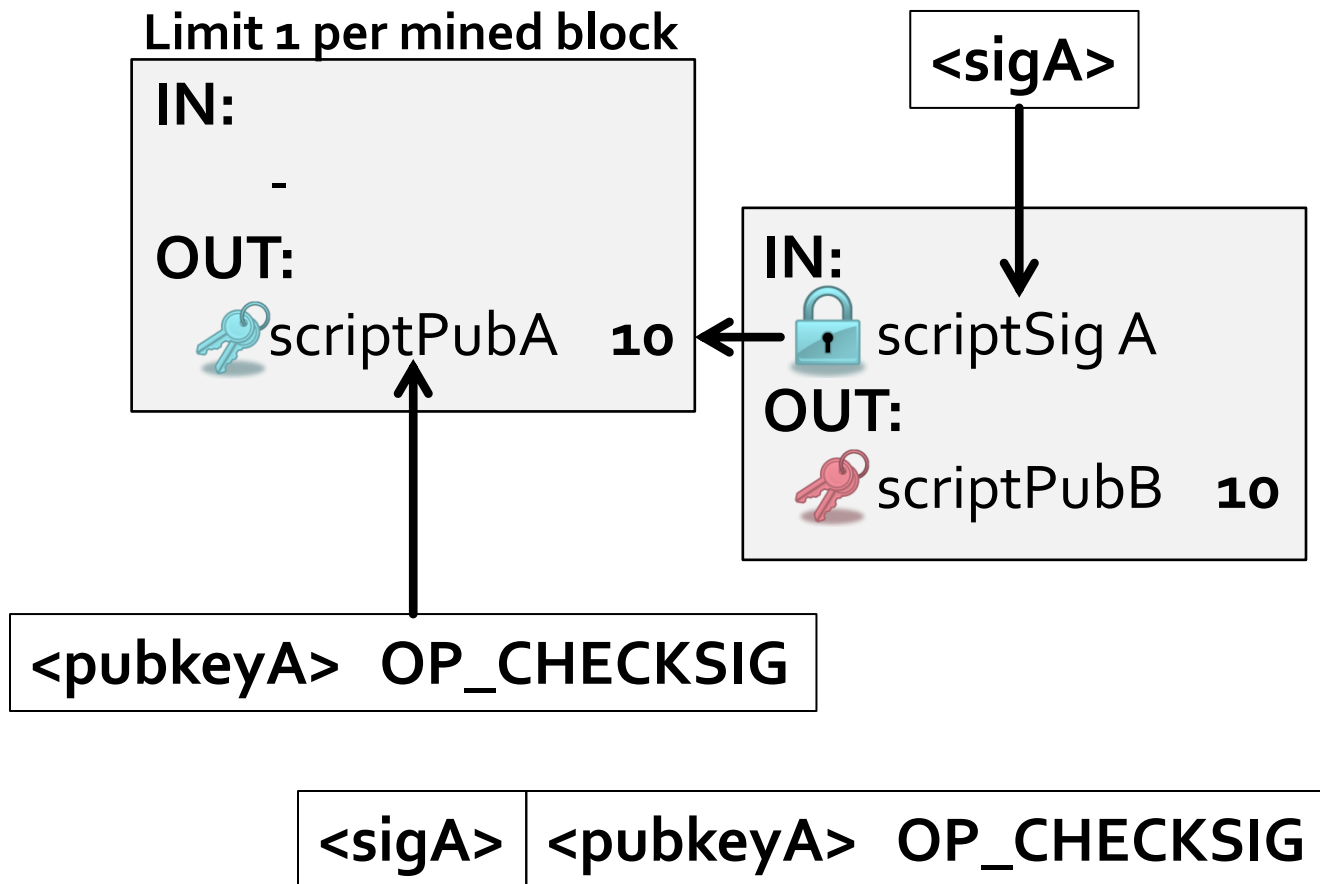 Limit 1 per mined block
IN:
-
OUT:
scriptPubA 10
<sigA>
IN:
scriptSig A
OUT:
scriptPubB 10
<pubkeyA> OP_CHECKSIG
<sigA> <pubkeyA> OP_CHECKSIG